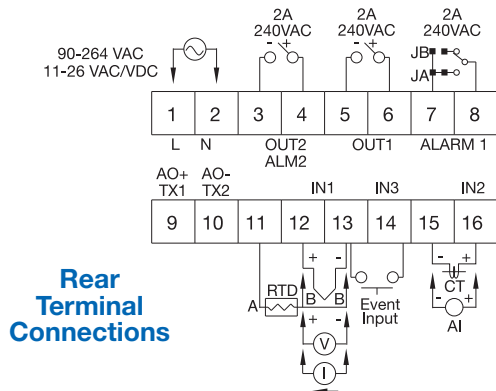 2A 2A 2A
240VAC 240VAC 240VAC
90-264 VAC
11-26 VAC/VDC
- + - + JB
JA
1 2 3 4 5 6 7 8
L N OUT2 OUT1 ALARM 1
ALM2
AO+ AO-
TX1 TX2 IN1 IN3 IN2
9 10 11 12 13 14 15 16
+ - - +
CT
RTD
A B B Event
Input
+ - - +
V AI
I
Rear
Terminal
Connections